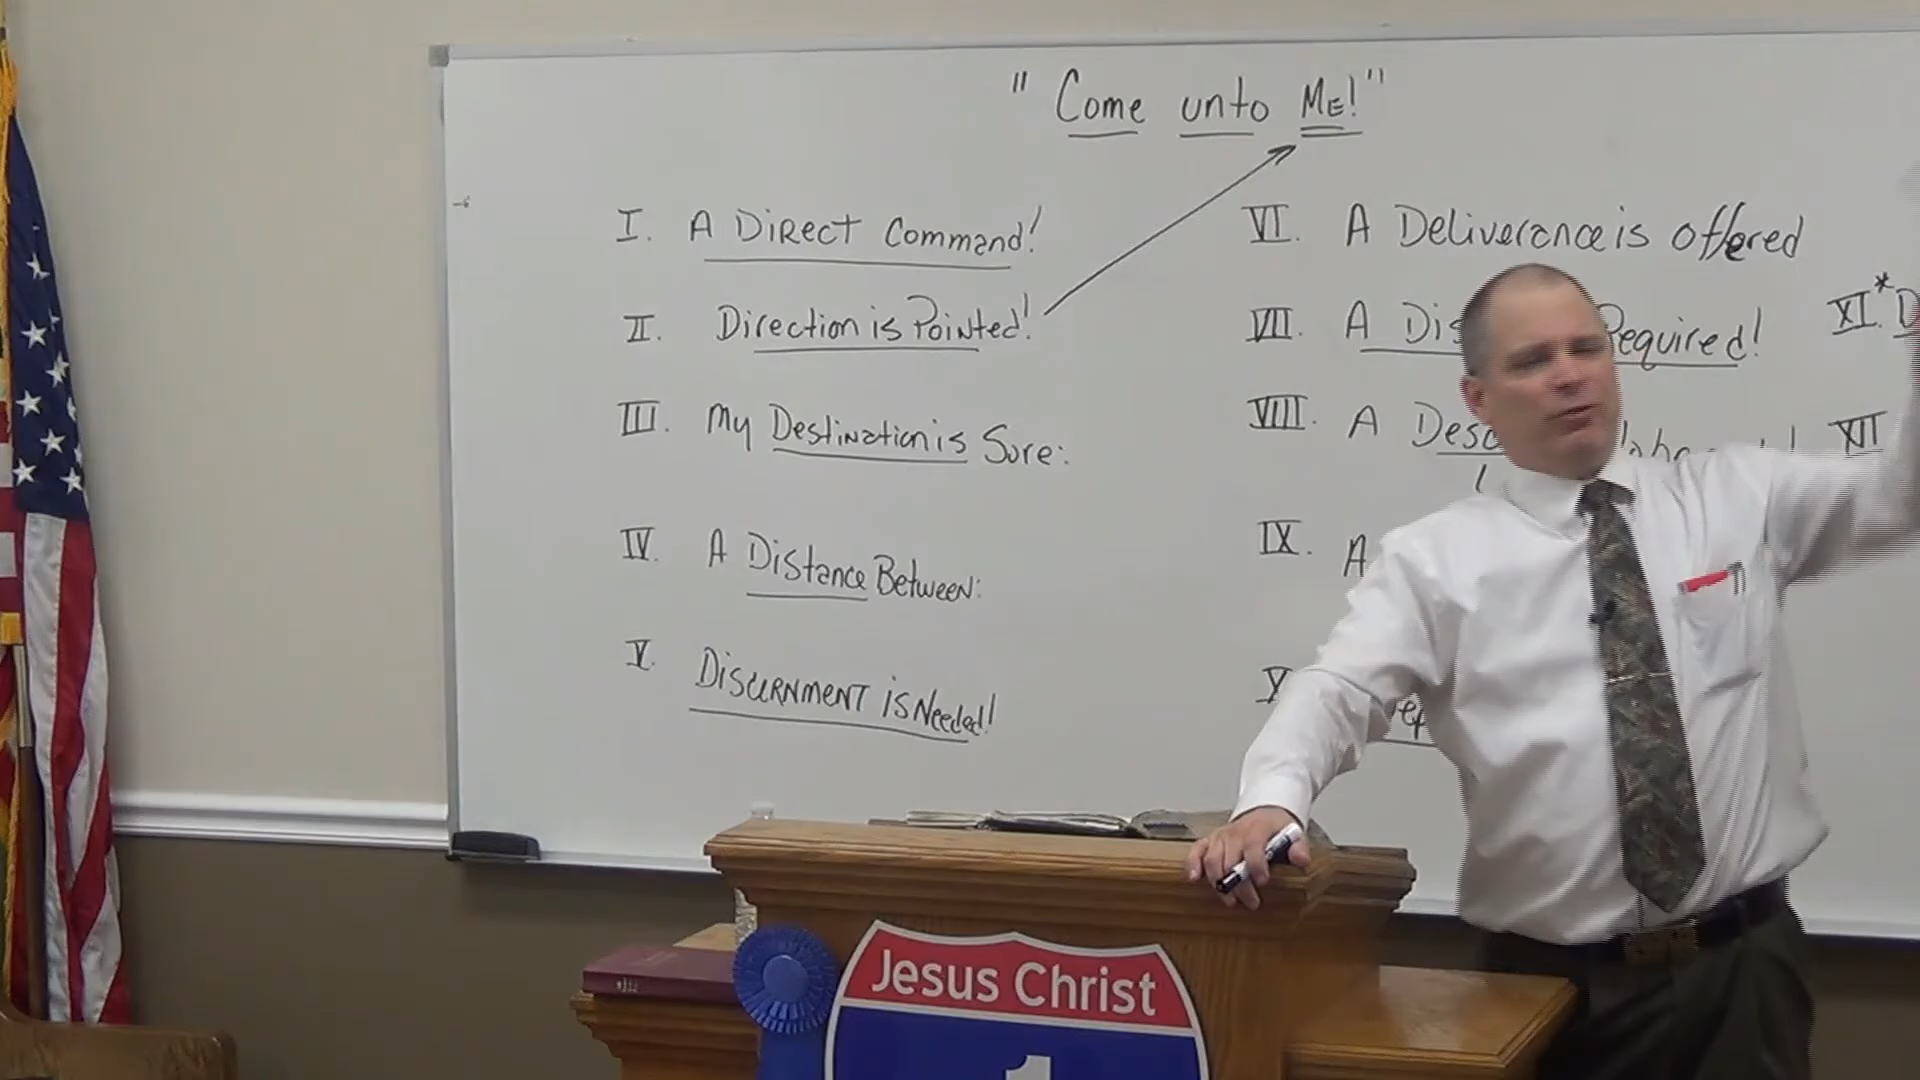 "Come unto ME!"
I. A Direct Command!
II. Direction is Pointed!
III. My Destination is Sure:
IV. A Distance Between:
V. Discernment is Needed!
VI. A Deliverance is offered
VII. A Required!
VIII. A
IX. A
X
XI.*
XII
Jesus Christ
1